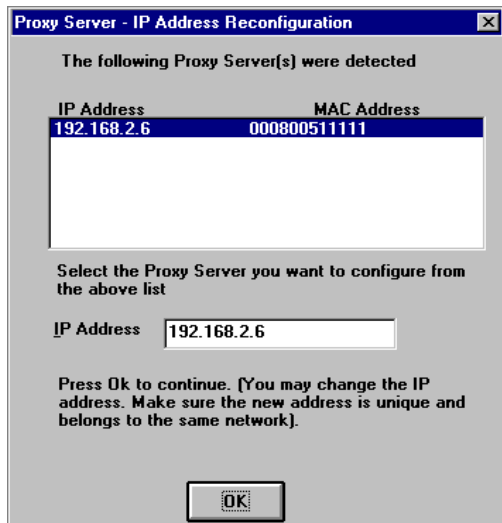 Proxy Server - IP Address Reconfiguration
The following Proxy Server(s) were detected
IP Address MAC Address
192.168.2.6 000800511111
Select the Proxy Server you want to configure from
the above list
IP Address 192.168.2.6
Press Ok to continue. (You may change the IP
address. Make sure the new address is unique and
belongs to the same network).
OK